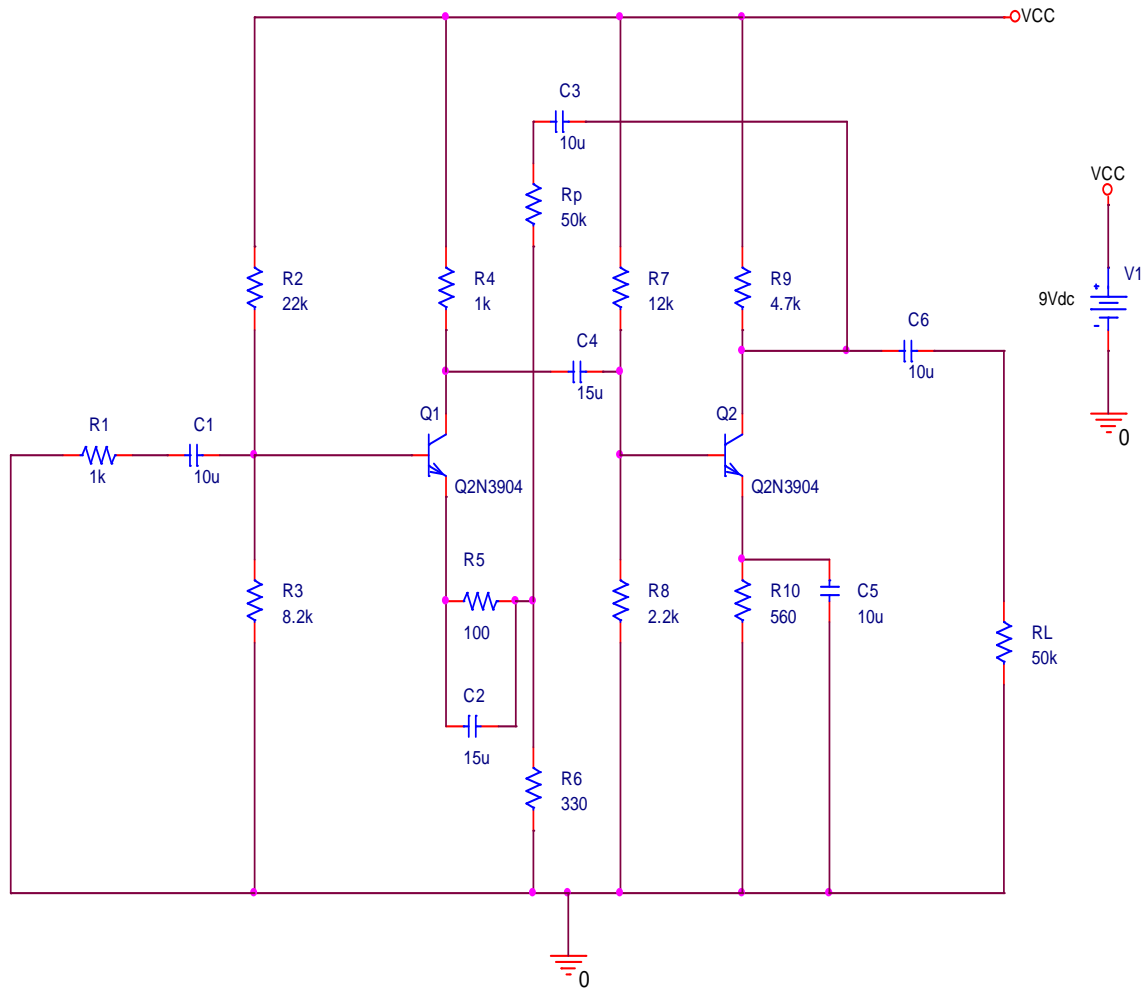 VCC
C3
10u
VCC
Rp
50k
R2
22k
R4
1k
R7
12k
R9
4.7k
V1
9Vdc
C6
10u
C4
15u
0
R1
1k
C1
10u
Q1
Q2N3904
Q2
Q2N3904
R5
100
R3
8.2k
R8
2.2k
R10
560
C5
10u
RL
50k
C2
15u
R6
330
0